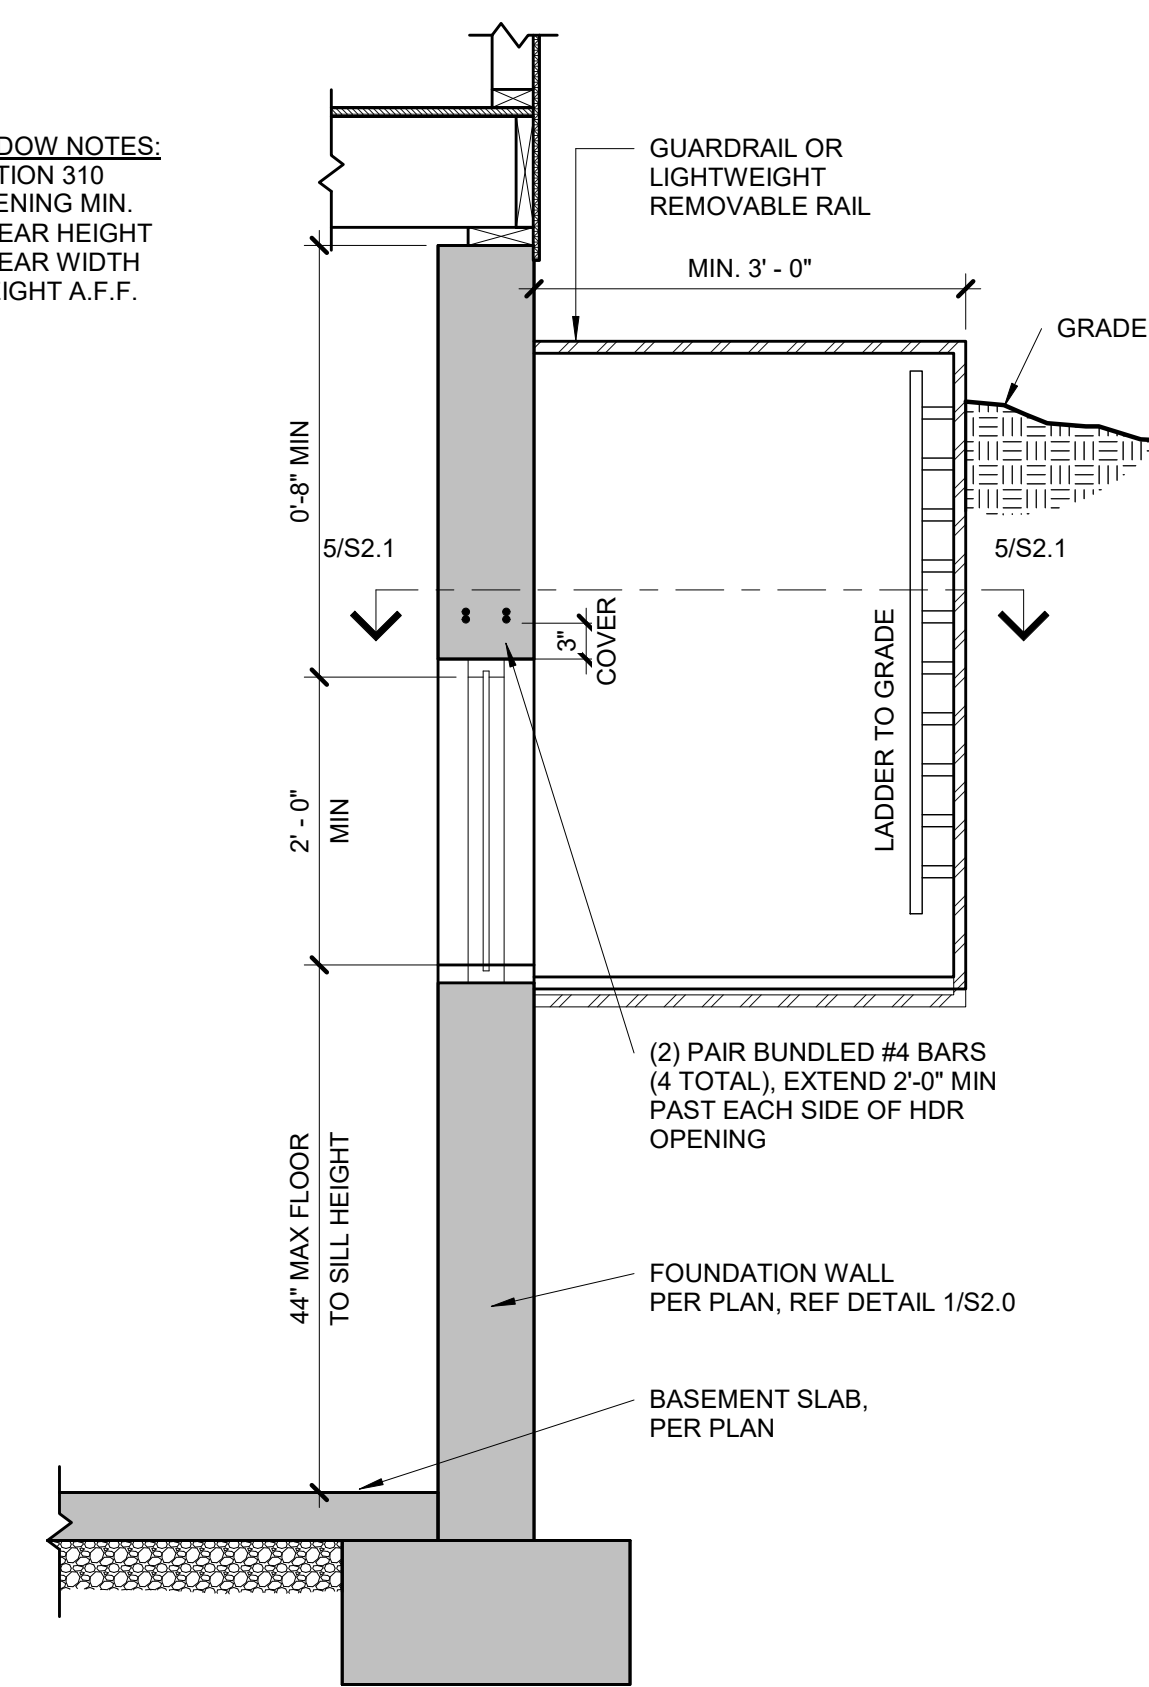 DOW NOTES:
TION 310
ENING MIN.
EAR HEIGHT
EAR WIDTH
EIGHT A.F.F.
GUARDRAIL OR
LIGHTWEIGHT
REMOVABLE RAIL
MIN. 3' - 0"
GRADE
0'-8" MIN
5/S2.1
5/S2.1
3"
COVER
LADDER TO GRADE
2' - 0"
MIN
(2) PAIR BUNDLED #4 BARS
(4 TOTAL), EXTEND 2'-0" MIN
PAST EACH SIDE OF HDR
OPENING
44" MAX FLOOR
TO SILL HEIGHT
FOUNDATION WALL
PER PLAN, REF DETAIL 1/S2.0
BASEMENT SLAB,
PER PLAN